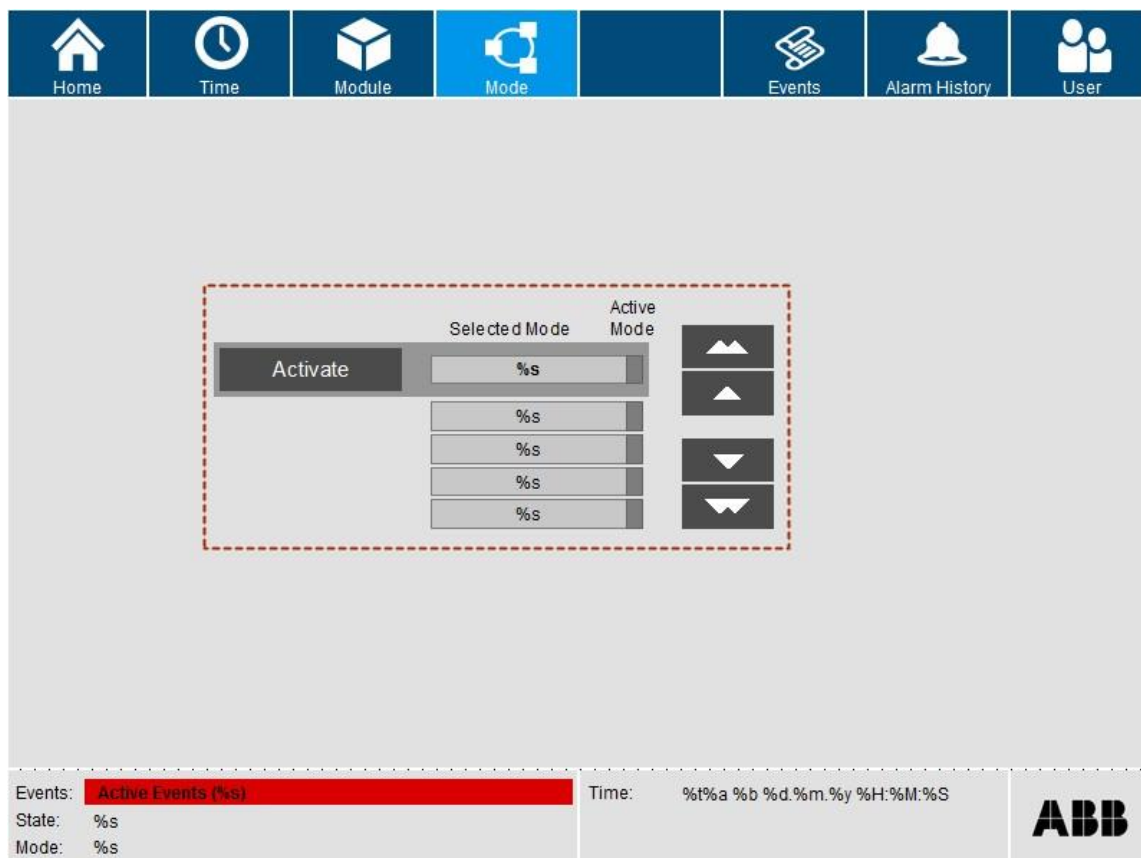 Home Time Module Mode Events Alarm History User
Active
Selected Mode Mode
Activate %s
%s
%s
%s
%s
Events: Active Events (%s) Time: %t%a %b %d.%m.%y %H:%M:%S
State: %s
Mode: %s
ABB